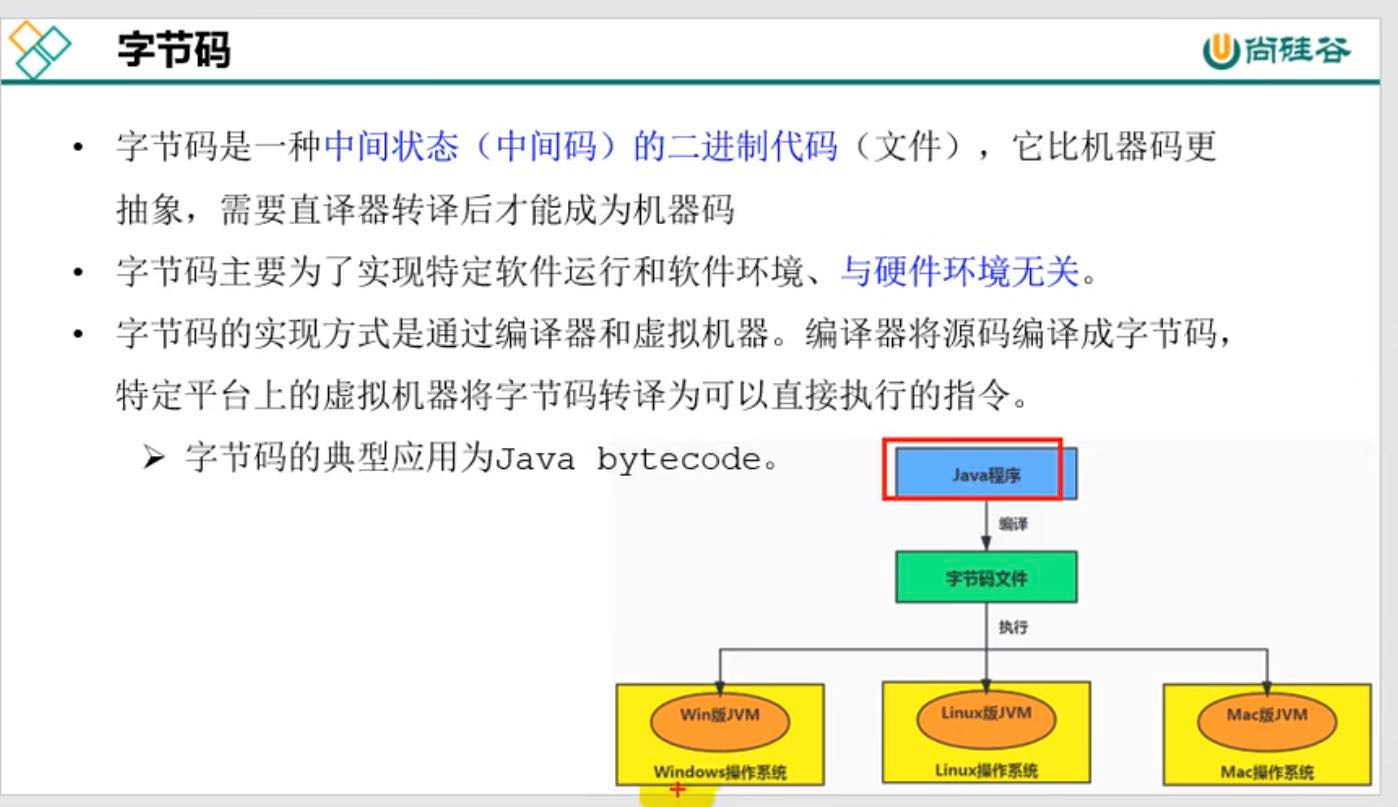 字节码
尚硅谷
• 字节码是一种中间状态（中间码）的二进制代码（文件），它比机器码更
抽象，需要直译器转译后才能成为机器码
• 字节码主要为了实现特定软件运行和软件环境、与硬件环境无关。
• 字节码的实现方式是通过编译器和虚拟机器。编译器将源码编译成字节码，
特定平台上的虚拟机器将字节码转译为可以直接执行的指令。
➢ 字节码的典型应用为Java bytecode。
Java程序
编译
字节码文件
执行
Win版JVM
Linux版JVM
Mac版JVM
Windows操作系统
Linux操作系统
Mac操作系统